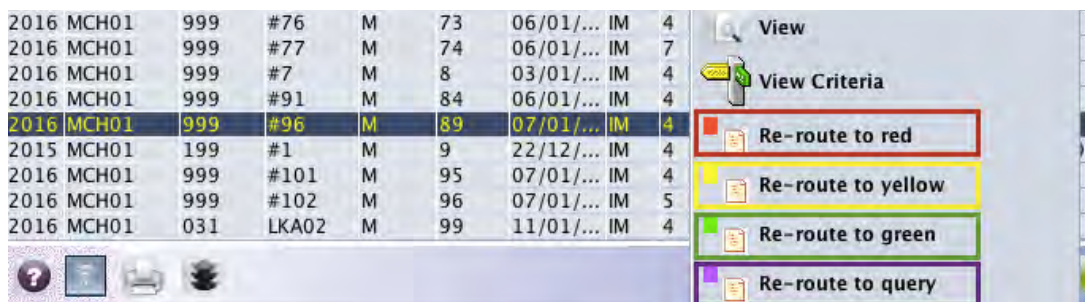 2016 MCH01 999 #76 M 73 06/01/... IM 4
2016 MCH01 999 #77 M 74 06/01/... IM 7
2016 MCH01 999 #7 M 8 03/01/... IM 4
2016 MCH01 999 #91 M 84 06/01/... IM 4
2016 MCH01 999 #96 M 89 07/01/... IM 4
2015 MCH01 199 #1 M 9 22/12/... IM 4
2016 MCH01 999 #101 M 95 07/01/... IM 4
2016 MCH01 999 #102 M 96 07/01/... IM 5
2016 MCH01 031 LKA02 M 99 11/01/... IM 4
?
View
View Criteria
Re-route to red
Re-route to yellow
Re-route to green
Re-route to query